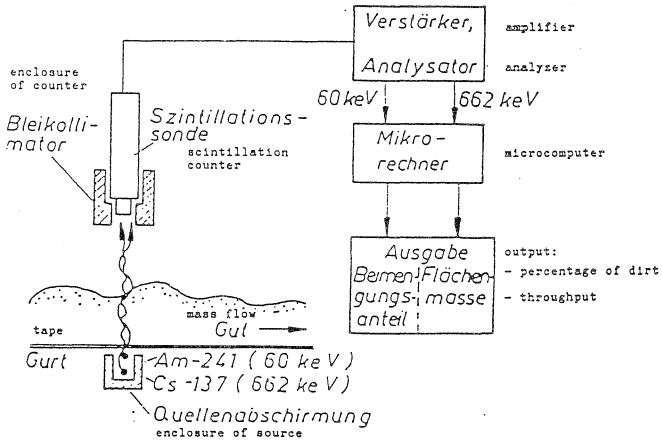 Verstärker,
amplifier
Analysator
analyzer
60 keV
662 keV
enclosure
of counter
Bleikolli-
mator
Szintillations-
sonde
scintillation
counter
Mikro-
rechner
microcomputer
Ausgabe
Beimen-
gungs-
anteil
Flächen-
masse
output:
- percentage of dirt
- throughput
mass flow
Gut
tape
Gurt
Am-241 ( 60 keV )
Cs-137 ( 662 keV )
Quellenabschirmung
enclosure of source